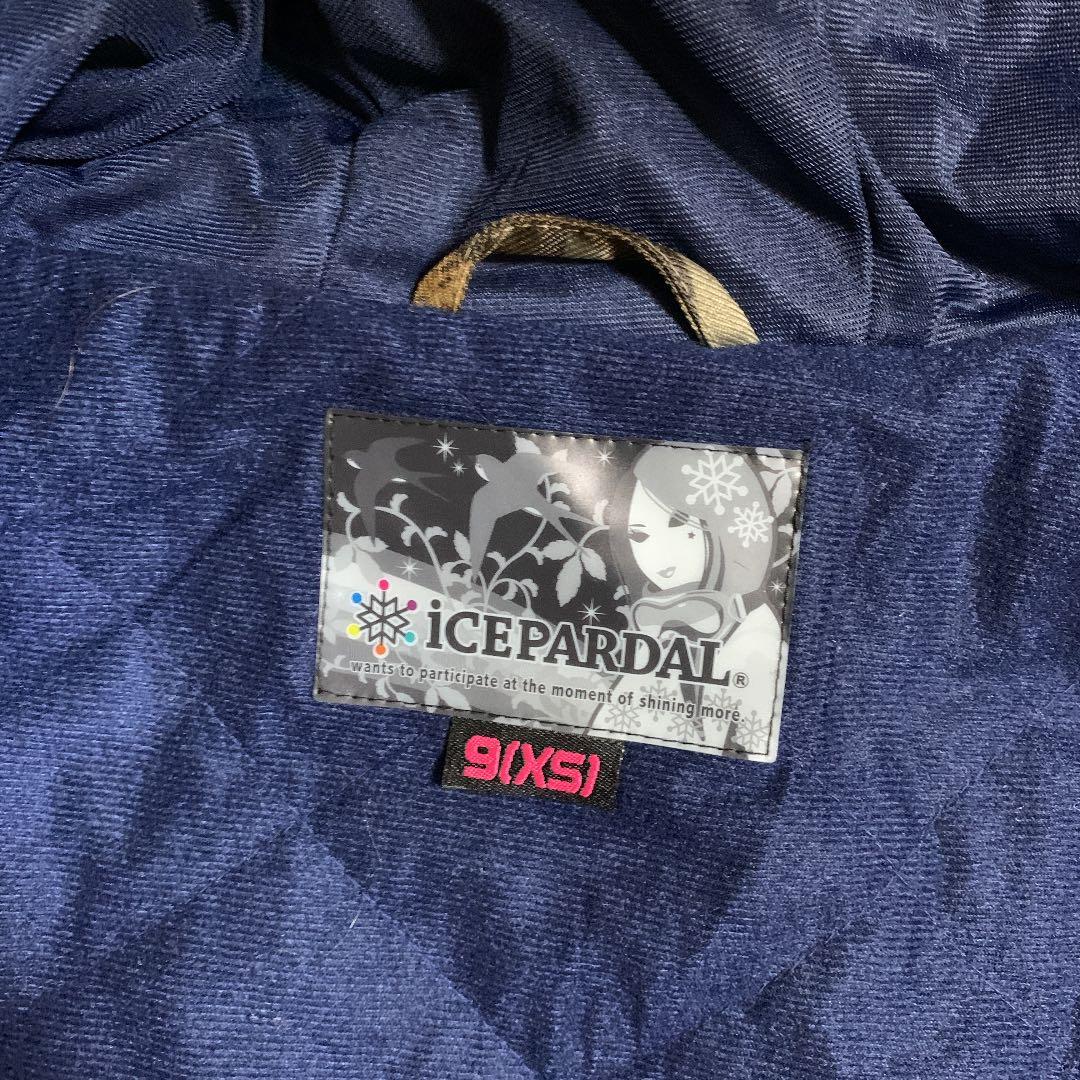 iCEPARDAL®
wants to participate at the moment of shining more.
9(XS)